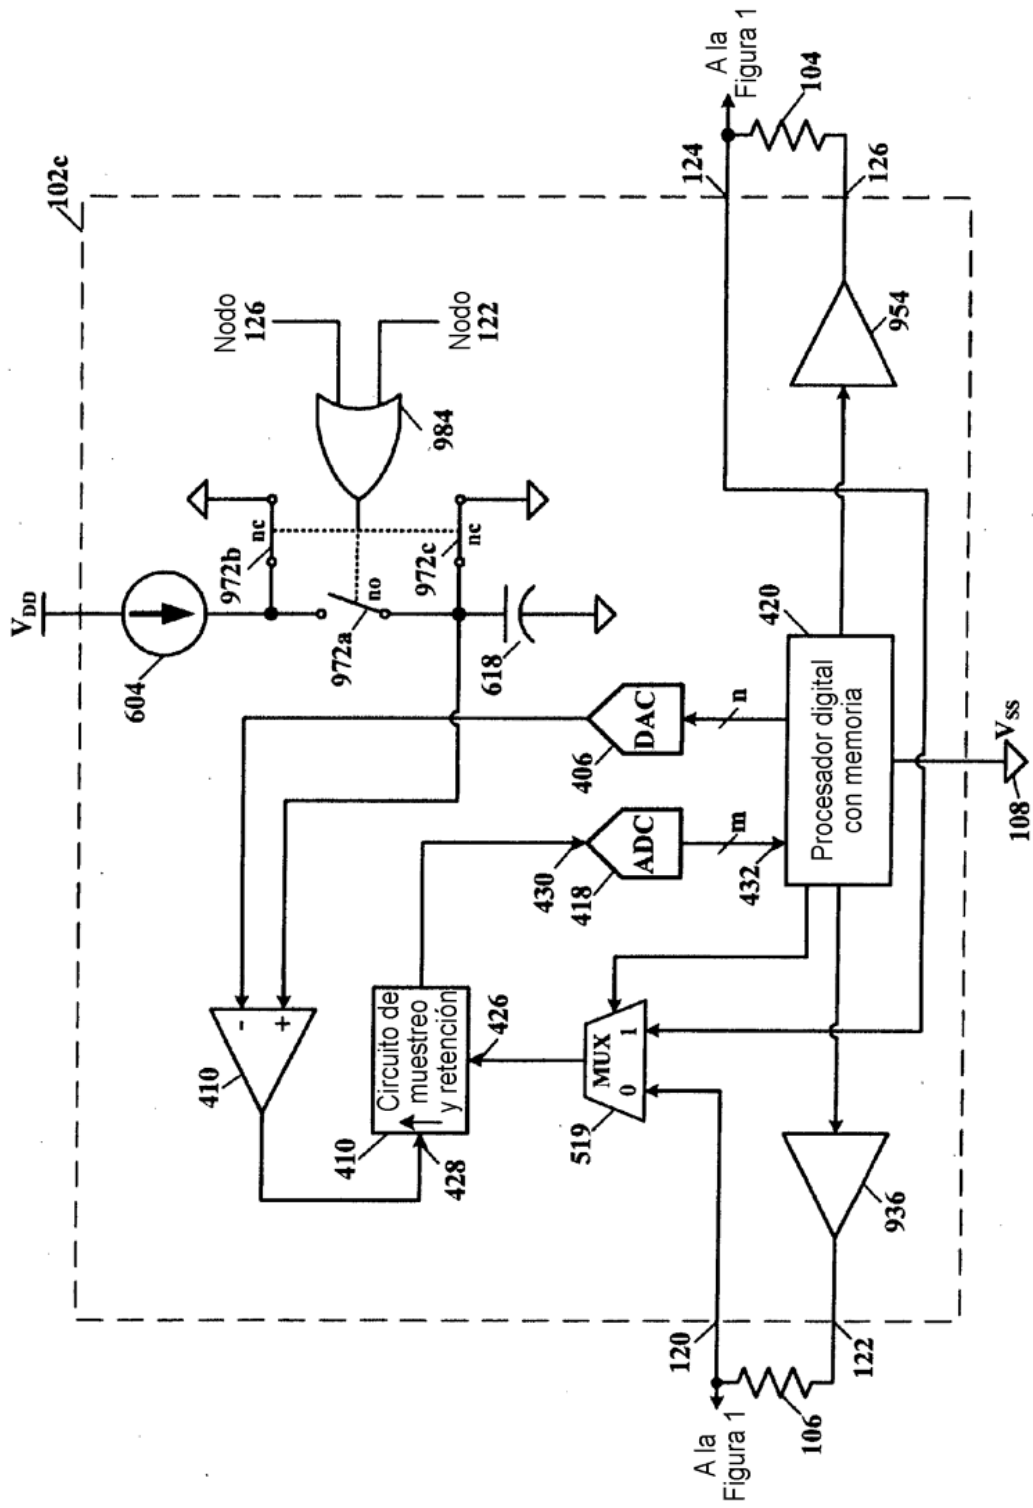 102c
V_DD
604
Nodo
126
Nodo
122
984
972b
nc
972a
no
972c
nc
618
410
-
+
DAC
406
n
ADC
418
430
m
432
Circuito de
muestreo
y retención
410
428
426
MUX
0
1
519
420
Procesador digital
con memoria
V_SS
108
954
936
124
126
104
A la
Figura 1
120
122
106
A la
Figura 1